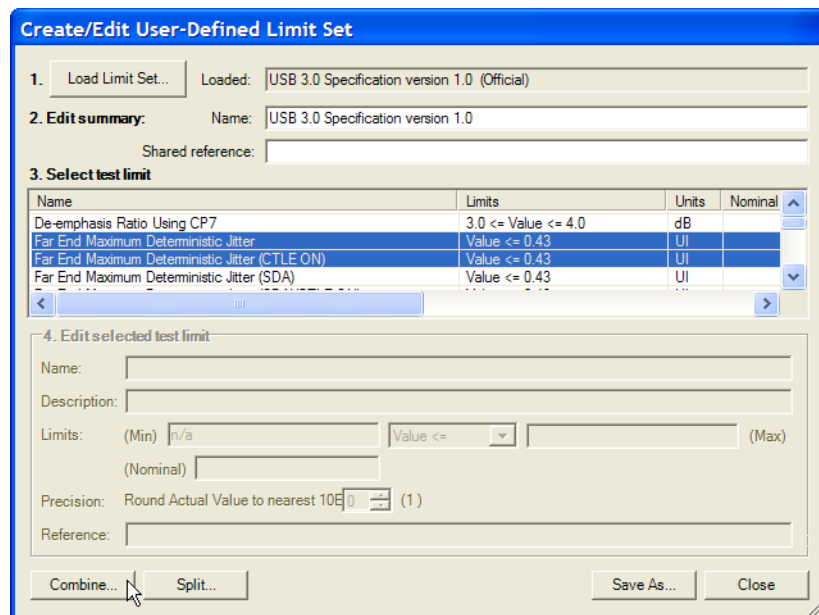 Create/Edit User-Defined Limit Set
1. Load Limit Set... Loaded: USB 3.0 Specification version 1.0 (Official)
2. Edit summary: Name: USB 3.0 Specification version 1.0
Shared reference:
3. Select test limit
Name Limits Units Nominal
De-emphasis Ratio Using CP7 3.0 <= Value <= 4.0 dB
Far End Maximum Deterministic Jitter Value <= 0.43 UI
Far End Maximum Deterministic Jitter (CTLE ON) Value <= 0.43 UI
Far End Maximum Deterministic Jitter (SDA) Value <= 0.43 UI
4. Edit selected test limit
Name:
Description:
Limits: (Min) n/a Value <= (Max)
(Nominal)
Precision: Round Actual Value to nearest 10E 0 (1 )
Reference:
Combine... Split... Save As... Close